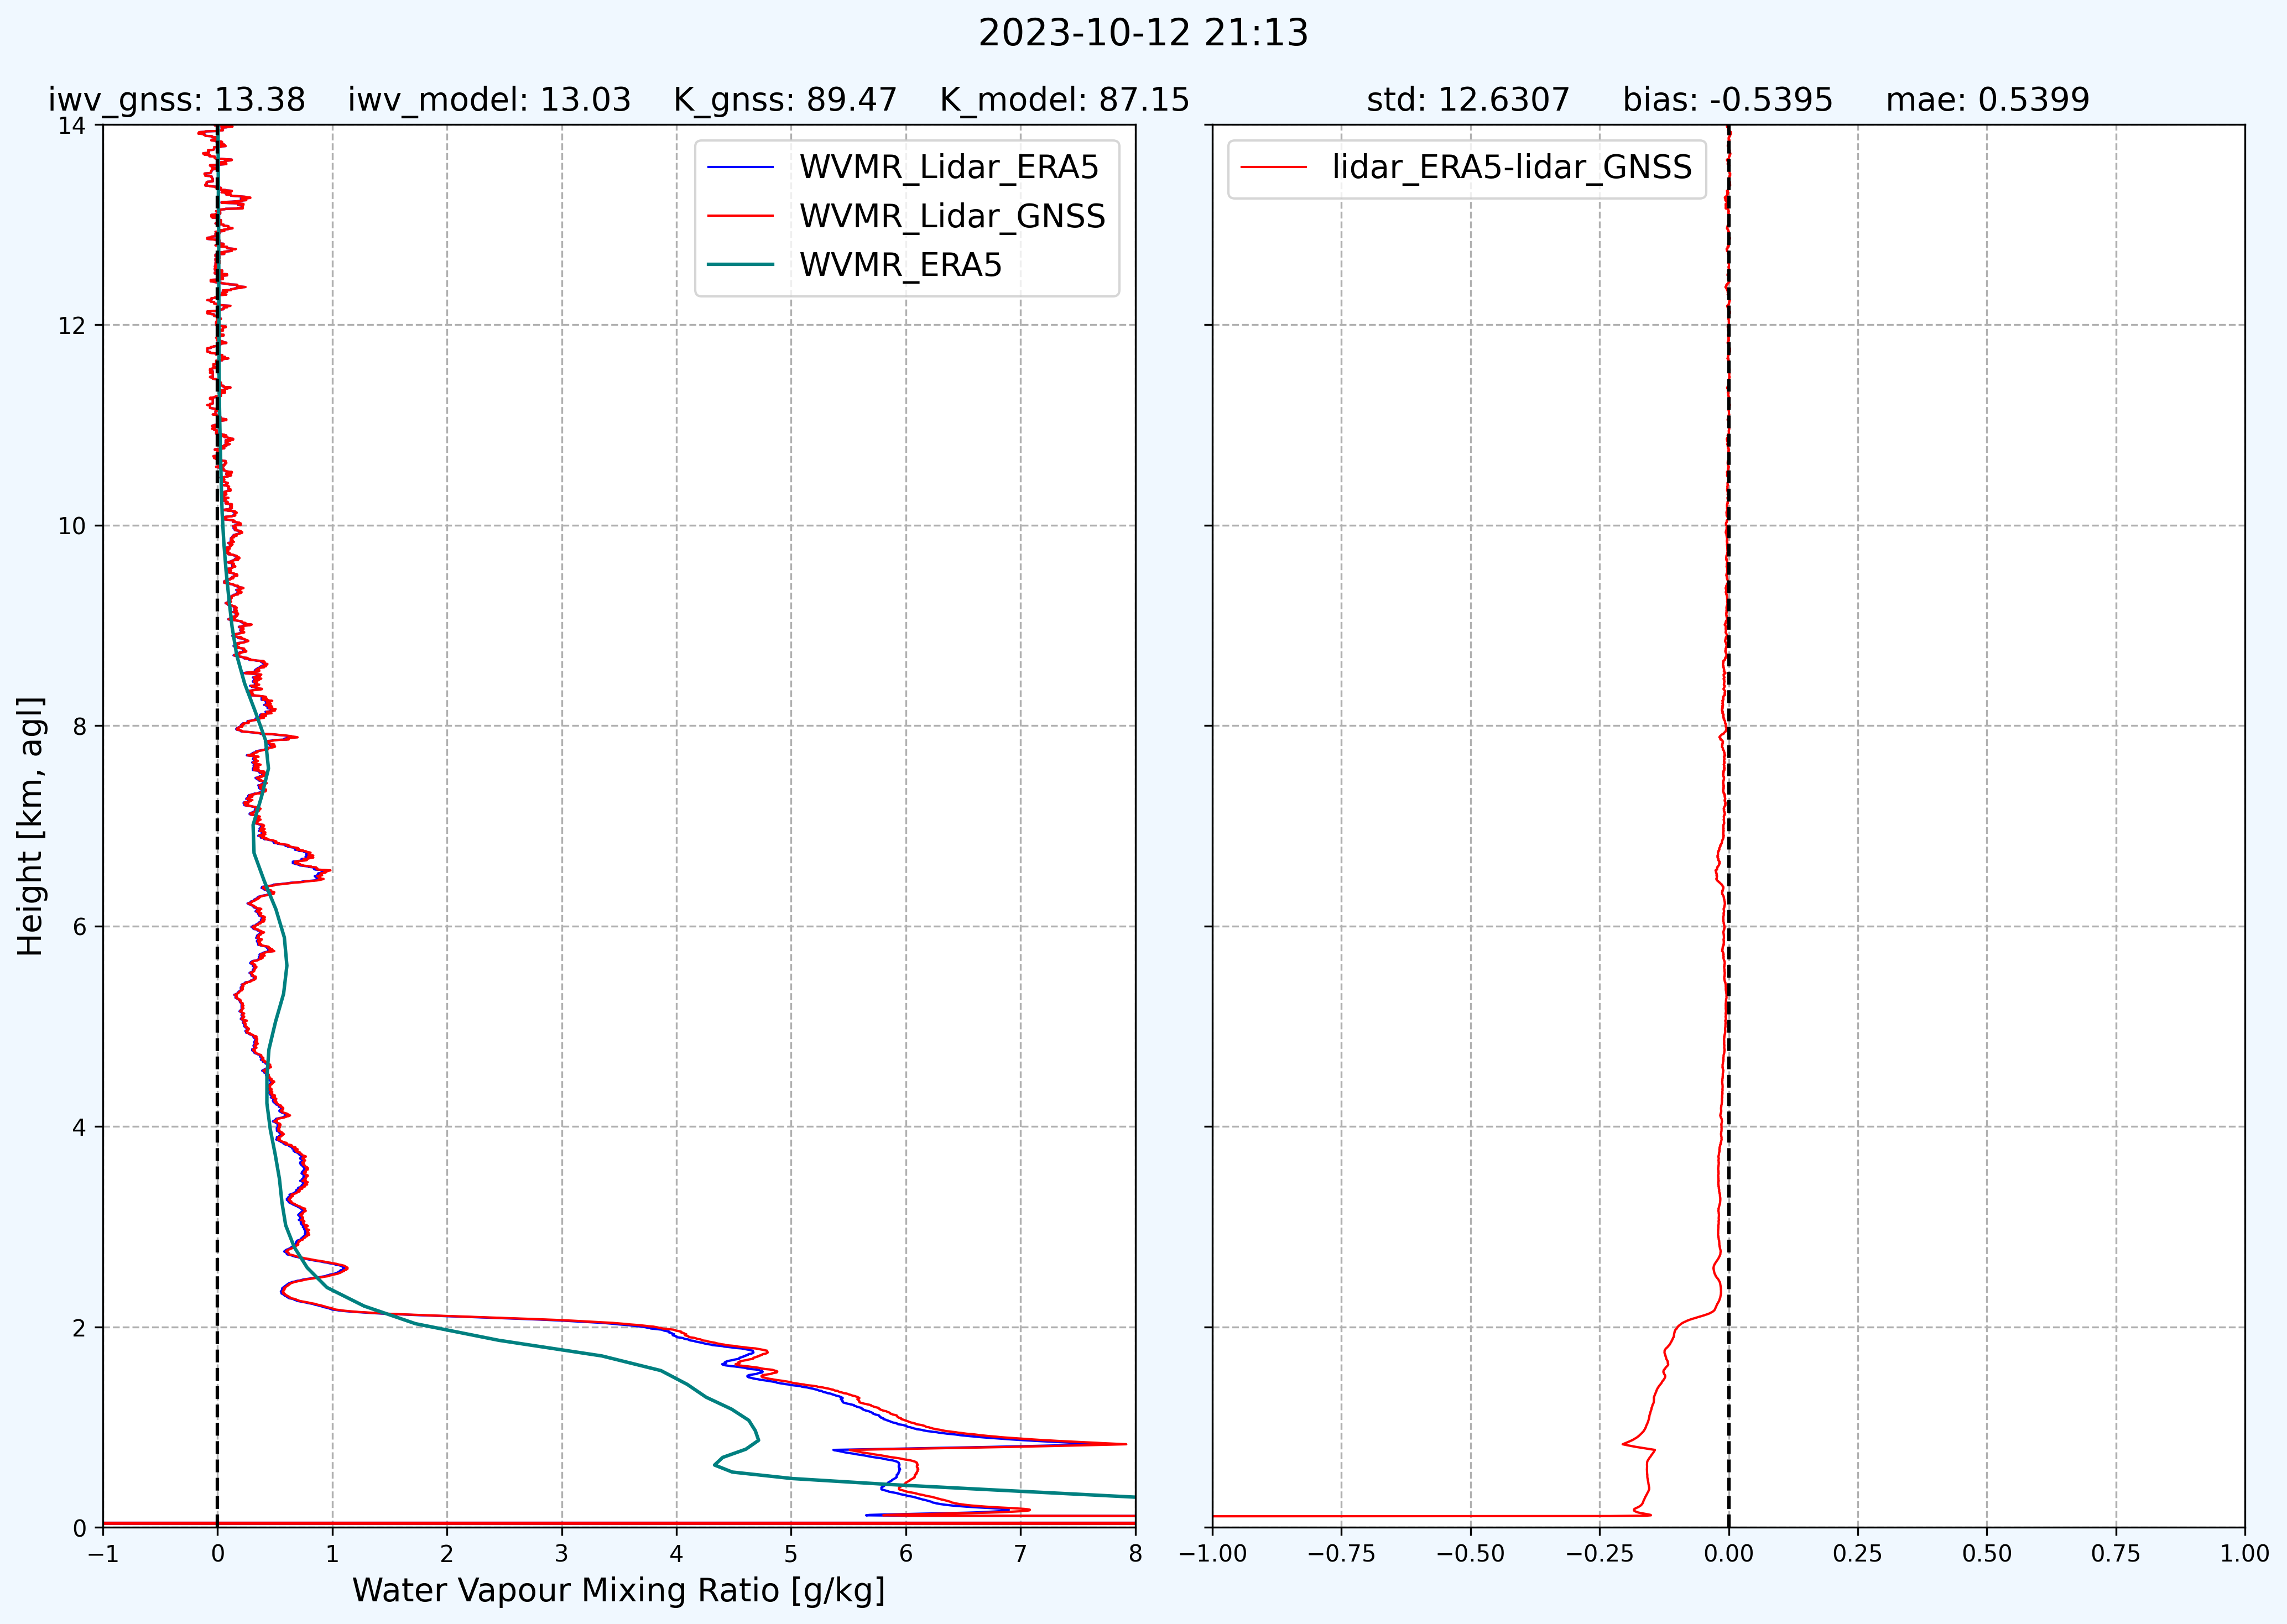 2023-10-12 21:13
iwv_gnss: 13.38 iwv_model: 13.03 K_gnss: 89.47 K_model: 87.15
std: 12.6307 bias: -0.5395 mae: 0.5399
WVMR_Lidar_ERA5
WVMR_Lidar_GNSS
WVMR_ERA5
lidar_ERA5-lidar_GNSS
Height [km, agl]
14
12
10
8
6
4
2
0
−1 0 1 2 3 4 5 6 7 8
−1.00 −0.75 −0.50 −0.25 0.00 0.25 0.50 0.75 1.00
Water Vapour Mixing Ratio [g/kg]